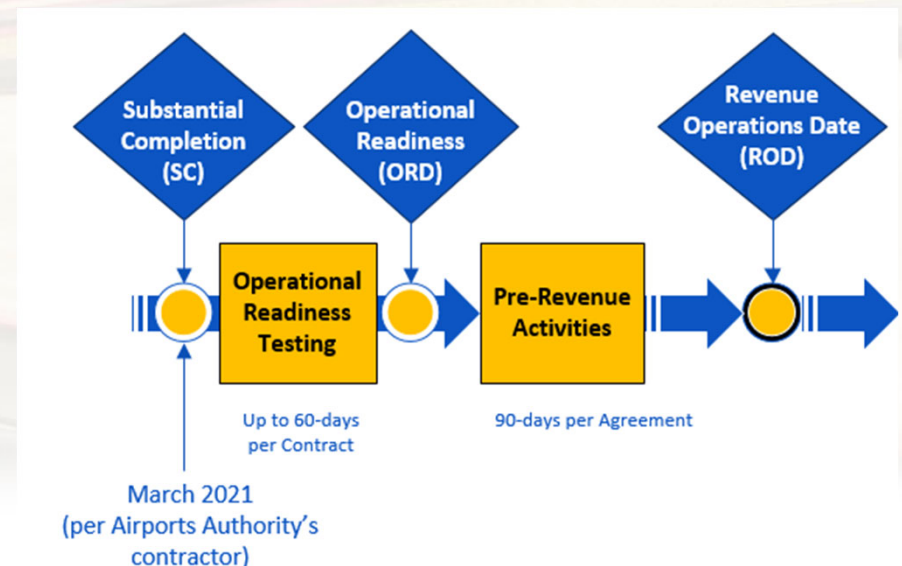 Substantial
Completion
(SC)
Operational
Readiness
(ORD)
Revenue
Operations Date
(ROD)
Operational
Readiness
Testing
Pre-Revenue
Activities
Up to 60-days
per Contract
90-days per Agreement
March 2021
(per Airports Authority's
contractor)